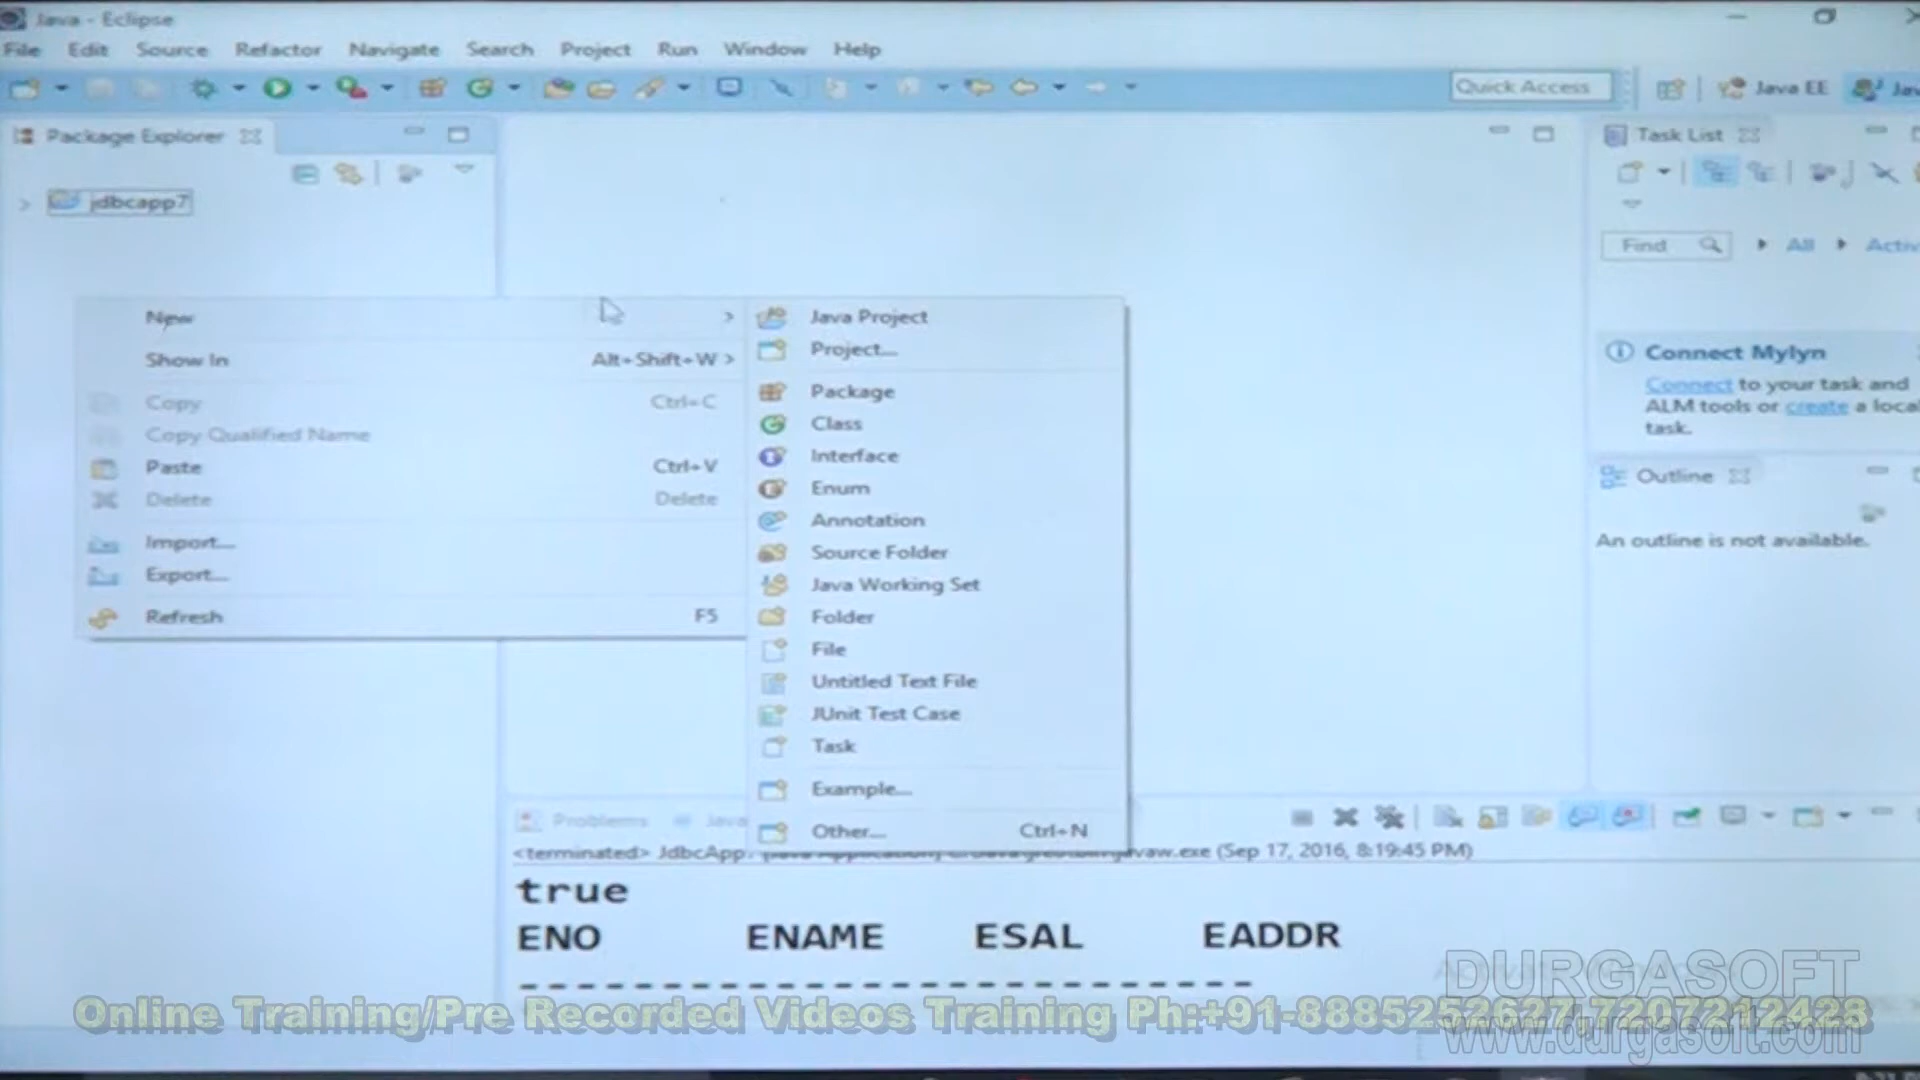 Java - Eclipse
File Edit Source Refactor Navigate Search Project Run Window Help
Quick Access
Java EE
Package Explorer
Task List
jdbcapp7
Find
All
New
Java Project
Project...
Show In Alt+Shift+W
Package
Copy Ctrl+C
Class
Copy Qualified Name
Interface
Paste Ctrl+V
Enum
Delete Delete
Annotation
Import...
Source Folder
Export...
Java Working Set
Refresh F5
Folder
File
Untitled Text File
JUnit Test Case
Task
Example...
Other... Ctrl+N
Connect Mylyn
Connect to your task and
ALM tools or create a local
task.
Outline
An outline is not available.
Problems
<terminated> JdbcApp (Sep 17, 2016, 8:19:45 PM)
true
ENO ENAME ESAL EADDR
--------------------------
DURGASOFT
Online Training/Pre Recorded Videos Training Ph:+91-8885252627,7207212428
www.durgasoft.com